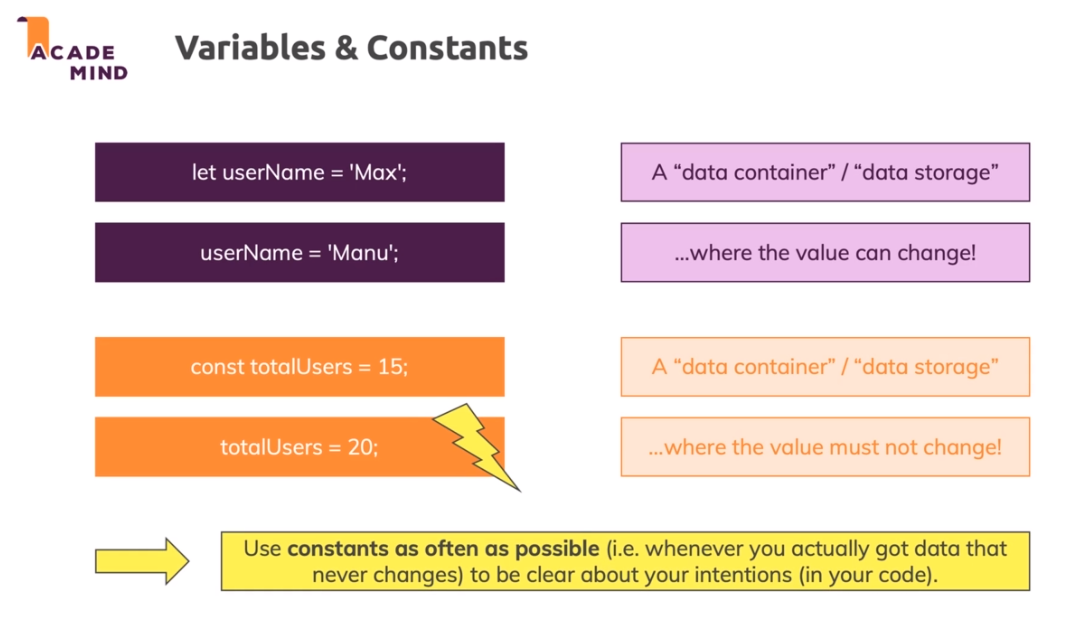 ACADE
MIND
Variables & Constants
let userName = 'Max';
A “data container” / “data storage”
userName = 'Manu';
...where the value can change!
const totalUsers = 15;
A “data container” / “data storage”
totalUsers = 20;
...where the value must not change!
Use constants as often as possible (i.e. whenever you actually got data that
never changes) to be clear about your intentions (in your code).